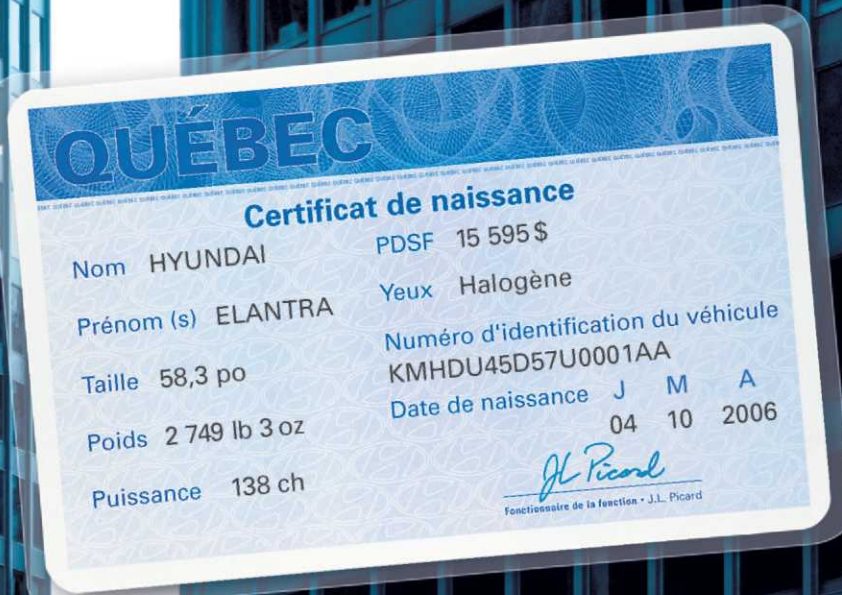 QUÉBEC
Certificat de naissance
Nom HYUNDAI
Prénom (s) ELANTRA
Taille 58,3 po
Poids 2 749 lb 3 oz
Puissance 138 ch
PDSF 15 595 $
Yeux Halogène
Numéro d'identification du véhicule
KMHDU45D57U0001AA
Date de naissance J M A
04 10 2006
JL Picard
Fonctionnaire de la fonction • J.L. Picard